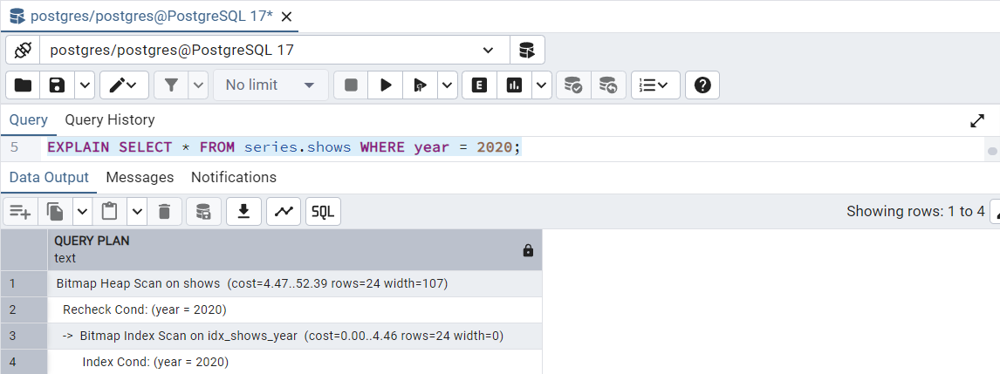 postgres/postgres@PostgreSQL 17*
postgres/postgres@PostgreSQL 17
No limit
E
Query Query History
5 EXPLAIN SELECT * FROM series.shows WHERE year = 2020;
Data Output Messages Notifications
SQL Showing rows: 1 to 4
QUERY PLAN
text
1 Bitmap Heap Scan on shows (cost=4.47..52.39 rows=24 width=107)
2 Recheck Cond: (year = 2020)
3 -> Bitmap Index Scan on idx_shows_year (cost=0.00..4.46 rows=24 width=0)
4 Index Cond: (year = 2020)